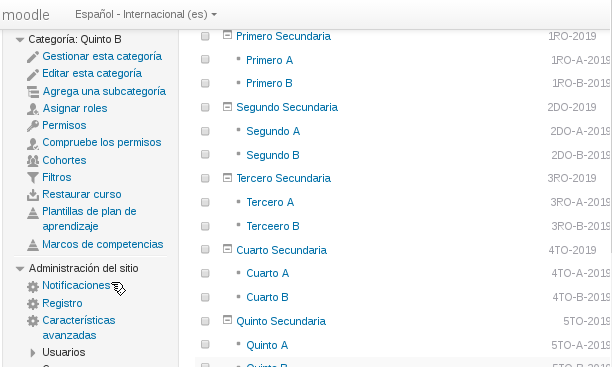 moodle Español - Internacional (es)
Categoría: Quinto B
Gestionar esta categoría
Editar esta categoría
Agrega una subcategoría
Asignar roles
Permisos
Compruebe los permisos
Cohortes
Filtros
Restaurar curso
Plantillas de plan de
aprendizaje
Marcos de competencias
Administración del sitio
Notificaciones
Registro
Características
avanzadas
Usuarios
Primero Secundaria 1RO-2019
Primero A 1RO-A-2019
Primero B 1RO-B-2019
Segundo Secundaria 2DO-2019
Segundo A 2DO-A-2019
Segundo B 2DO-B-2019
Tercero Secundaria 3RO-2019
Tercero A 3RO-A-2019
Terceero B 3RO-B-2019
Cuarto Secundaria 4TO-2019
Cuarto A 4TO-A-2019
Cuarto B 4TO-B-2019
Quinto Secundaria 5TO-2019
Quinto A 5TO-A-2019
Quinto B 5TO-B-2019